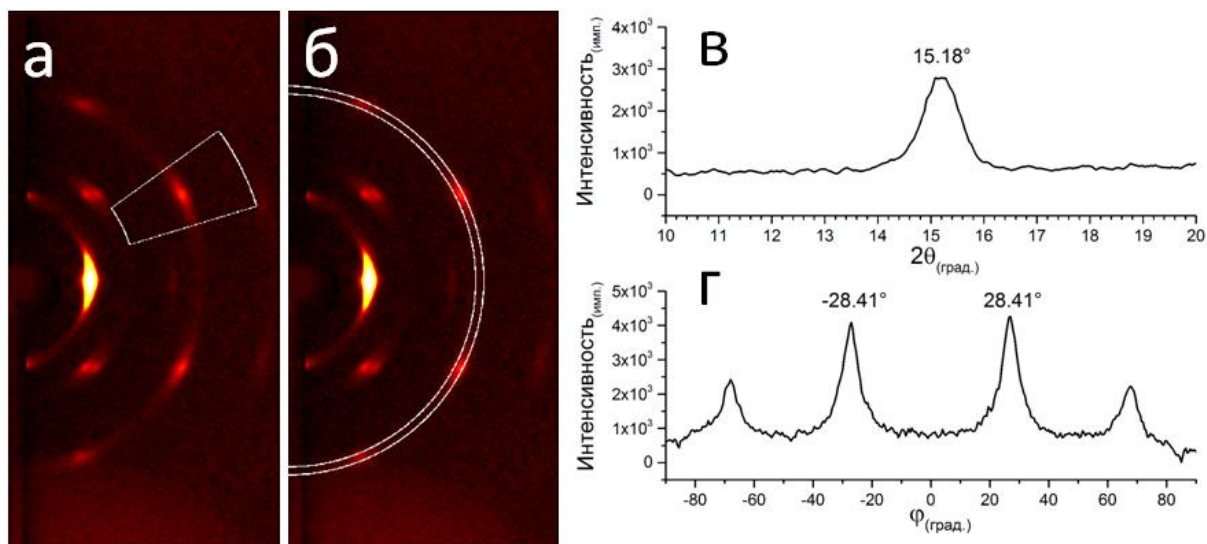 а
б
В
Интенсивность(имп.)
4x10³
3x10³
2x10³
1x10³
0
15.18°
10 11 12 13 14 15 16 17 18 19 20
2θ(град.)
Г
Интенсивность(имп.)
5x10³
4x10³
3x10³
2x10³
1x10³
0
-28.41° 28.41°
-80 -60 -40 -20 0 20 40 60 80
φ(град.)